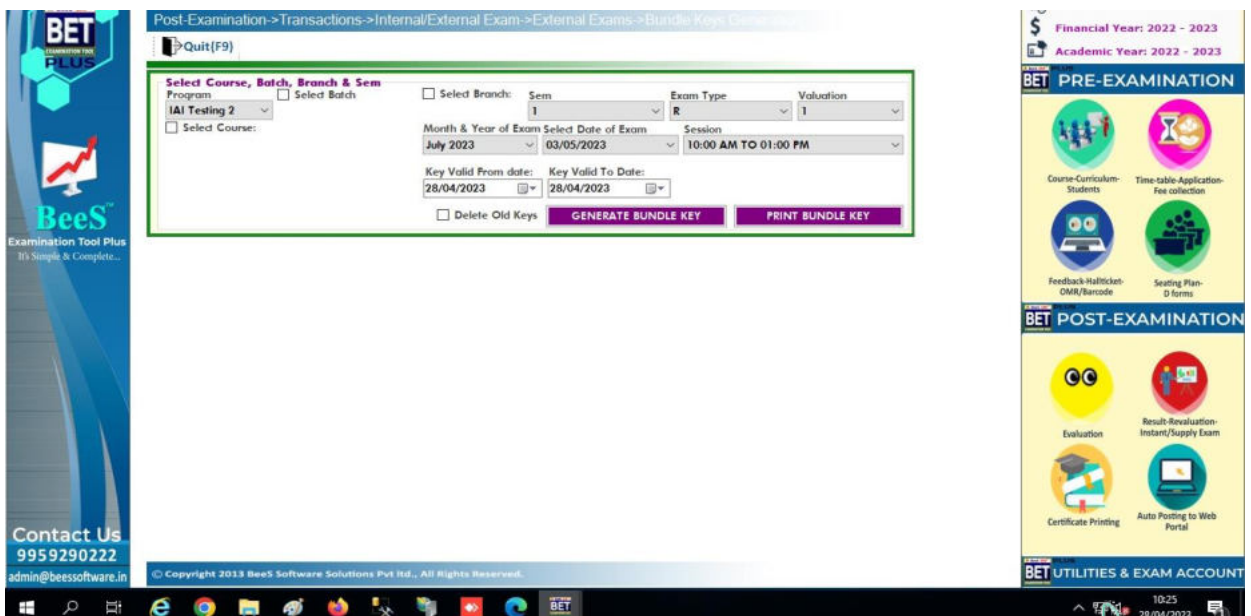 BET
EXAMINATION TOOL
PLUS
BeeS™
Examination Tool Plus
It's Simple & Complete...
Contact Us
9959290222
admin@beessoftware.in
Post-Examination->Transactions->Internal/External Exam->External Exams->Bundle Keys
Quit(F9)
Select Course, Batch, Branch & Sem
Program
Select Batch
Select Branch:
Sem
Exam Type
Valuation
IAI Testing 2
1
R
1
Select Course:
Month & Year of Exam
Select Date of Exam
Session
July 2023
03/05/2023
10:00 AM TO 01:00 PM
Key Valid From date:
Key Valid To Date:
28/04/2023
28/04/2023
Delete Old Keys
GENERATE BUNDLE KEY
PRINT BUNDLE KEY
© Copyright 2013 BeeS Software Solutions Pvt ltd., All Rights Reserved.
$
Financial Year: 2022 - 2023
Academic Year: 2022 - 2023
BET PRE-EXAMINATION
Course-Curriculum-
Students
Time-table-Application-
Fee collection
Feedback-Hallticket-
OMR/Barcode
Seating Plan-
D forms
BET POST-EXAMINATION
Evaluation
Result-Revaluation-
Instant/Supply Exam
Certificate Printing
Auto Posting to Web
Portal
BET UTILITIES & EXAM ACCOUNT
BET
10:25
28/04/2023